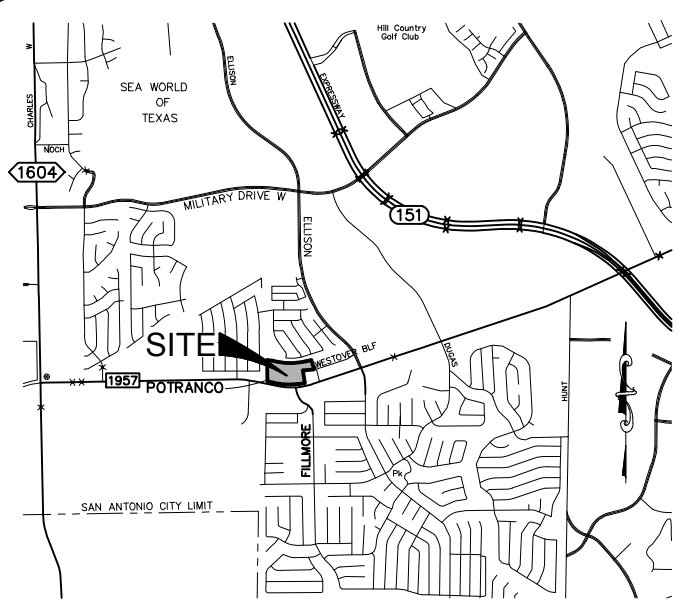 Hill Country
Golf Club
W
CHARLES
ELLISON
EXPRESSWAY
SEA WORLD
OF
TEXAS
NOCH
1604
MILITARY DRIVE W
151
ELLISON
SITE
WESTOVER BLF
DUGAS
HUNT
1957
POTRANCO
FILLMORE
Pk
SAN ANTONIO CITY LIMIT